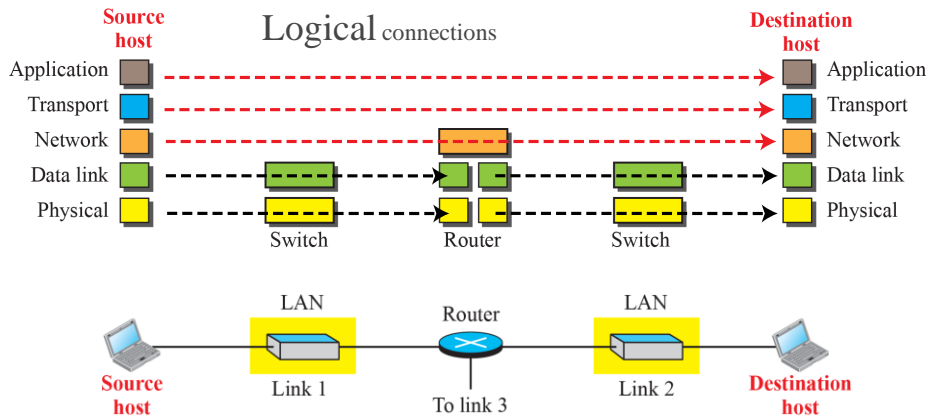 Source
host
Logical connections
Destination
host
Application
Application
Transport
Transport
Network
Network
Data link
Data link
Physical
Physical
Switch
Router
Switch
LAN
Router
LAN
Source
host
Link 1
To link 3
Link 2
Destination
host